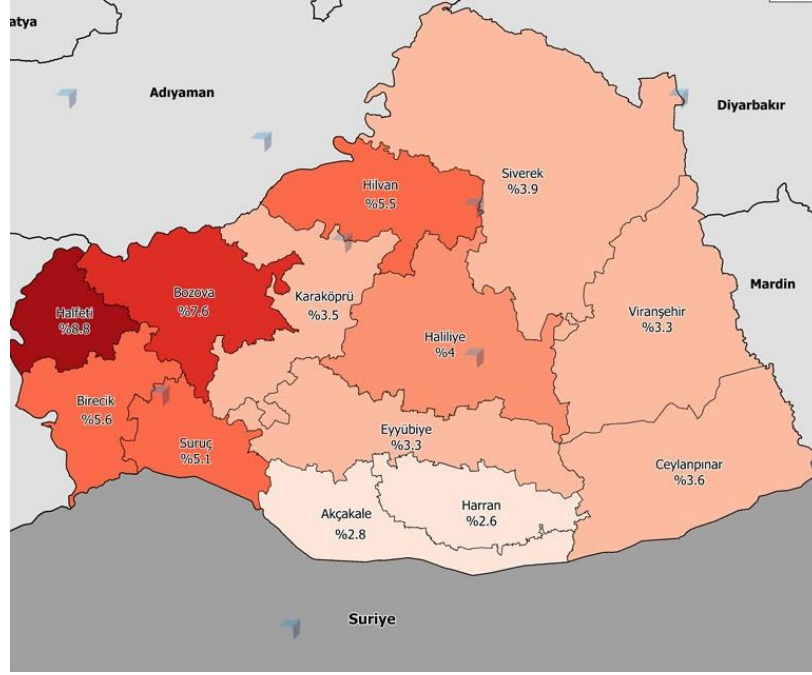 atya
Adıyaman
Diyarbakır
Siverek
%3.9
Hilvan
%5.5
Mardin
Bozova
%7.6
Karaköprü
%3.5
Halfeti
%8.8
Viranşehir
%3.3
Haliliye
%4
Birecik
%5.6
Suruç
%5.1
Eyyübiye
%3.3
Ceylanpınar
%3.6
Akçakale
%2.8
Harran
%2.6
Suriye